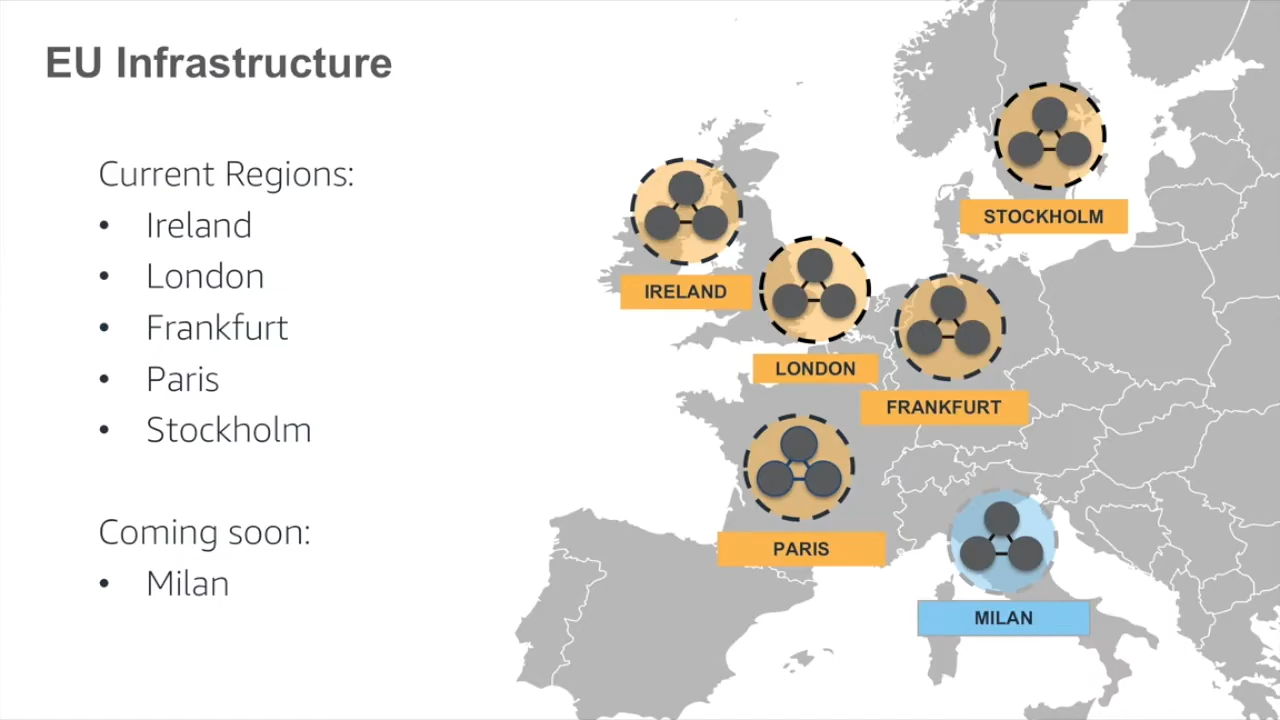 EU Infrastructure
Current Regions:
• Ireland
• London
• Frankfurt
• Paris
• Stockholm
Coming soon:
• Milan
STOCKHOLM
IRELAND
LONDON
FRANKFURT
PARIS
MILAN